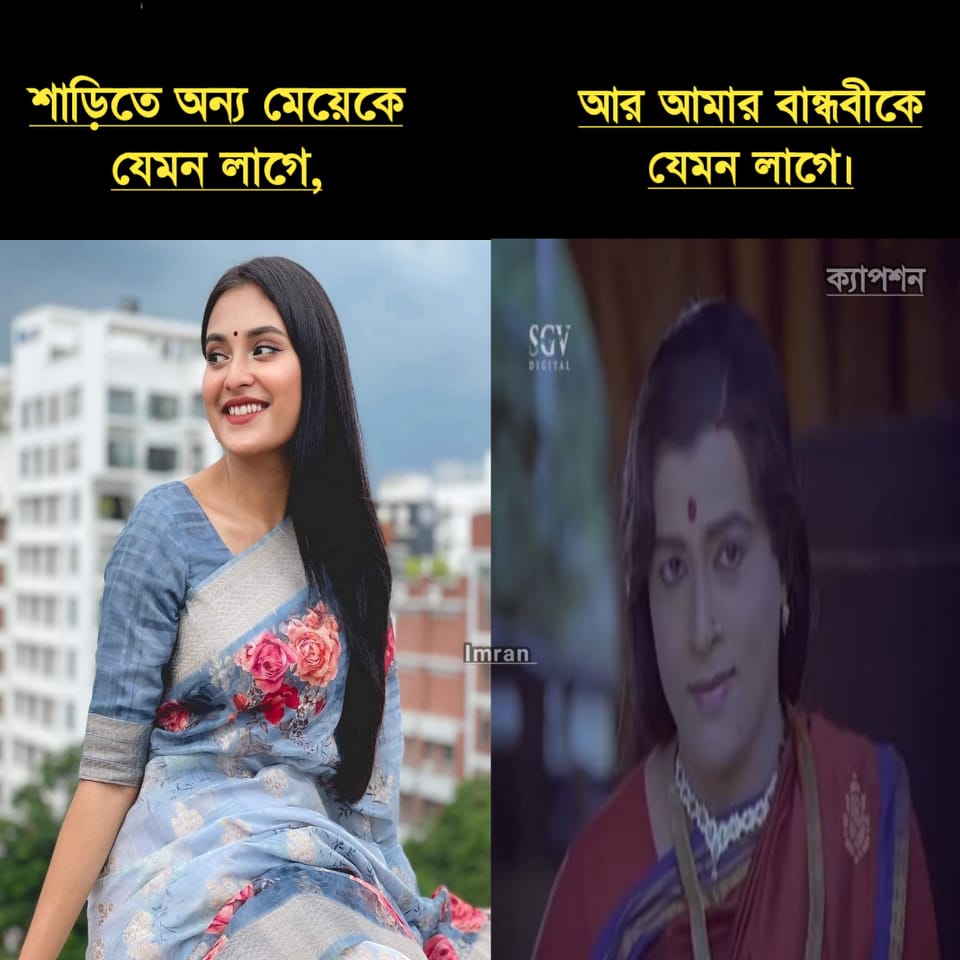 শাড়িতে অন্য মেয়েকে
যেমন লাগে,
আর আমার বান্ধবীকে
যেমন লাগে।
ক্যাপশন
SGV
DIGITAL
Imran